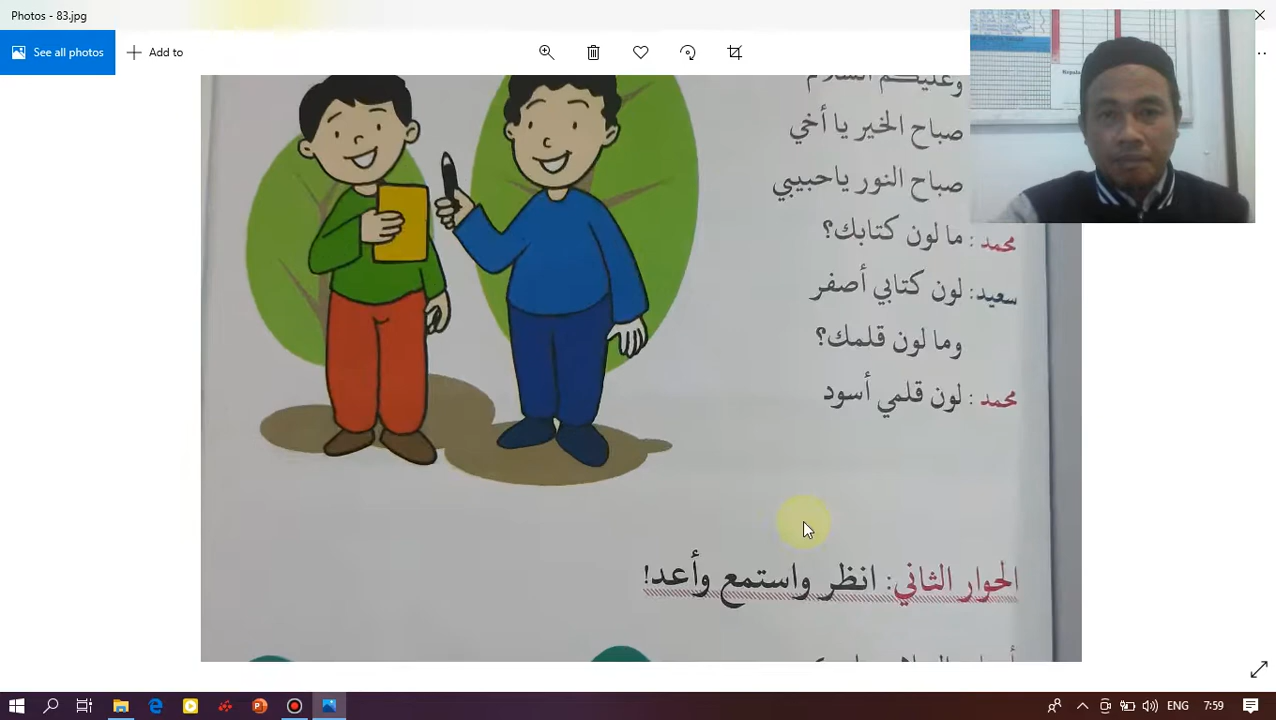 Photos - 83.jpg
See all photos
Add to
Kepala
وعليكم السلام
صباح الخير يا أخي
صباح النور ياحبيبي
محمد : ما لون كتابك؟
سعيد: لون كتابي أصفر
وما لون قلمك؟
محمد : لون قلمي أسود
الحوار الثاني: انظر واستمع وأعد!
ENG
7:59